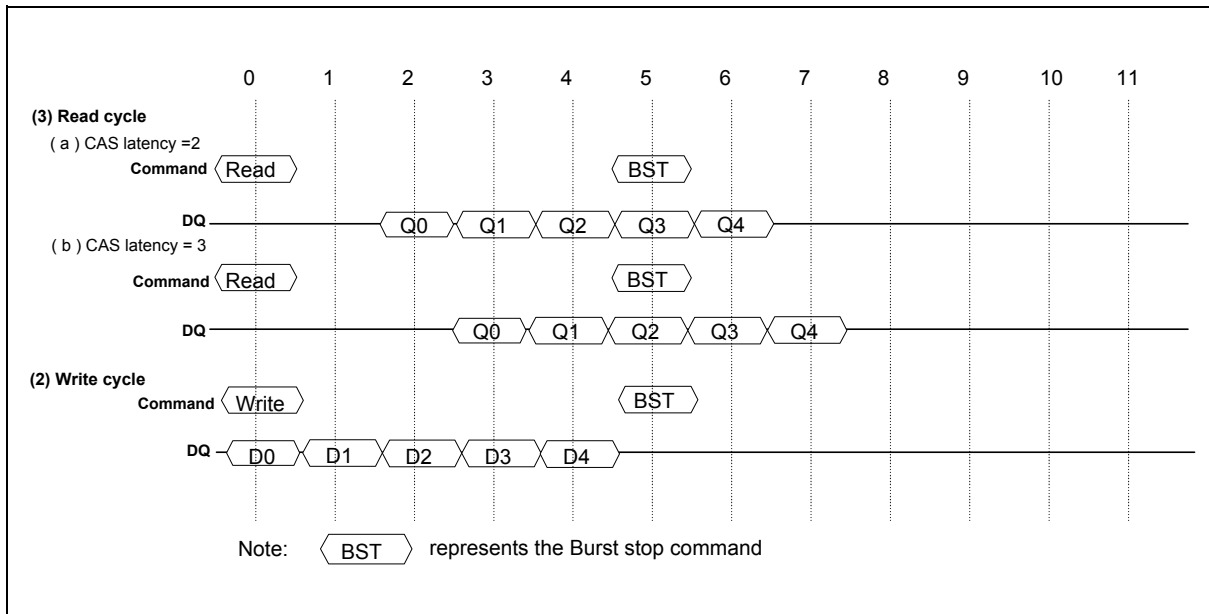 0 1 2 3 4 5 6 7 8 9 10 11
(3) Read cycle
( a ) CAS latency =2
Command Read BST
DQ Q0 Q1 Q2 Q3 Q4
( b ) CAS latency = 3
Command Read BST
DQ Q0 Q1 Q2 Q3 Q4
(2) Write cycle
Command Write BST
DQ D0 D1 D2 D3 D4
Note: BST represents the Burst stop command